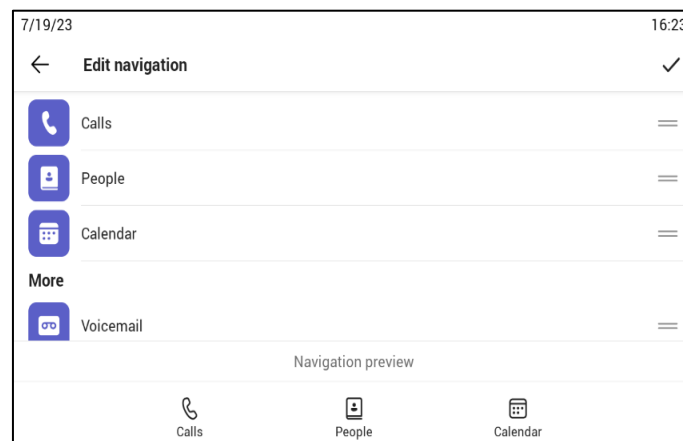 7/19/23 16:23
Edit navigation
Calls
People
Calendar
More
Voicemail
Navigation preview
Calls People Calendar